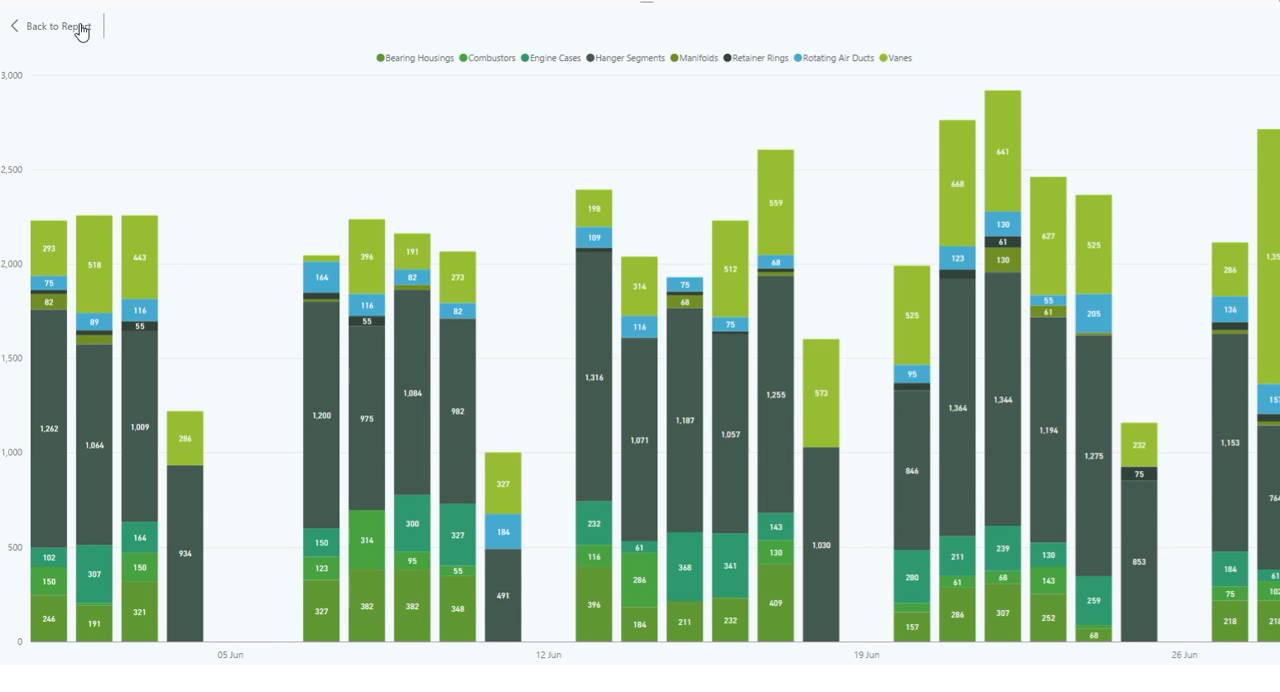 Back to Report
Bearing Housings Combustors Engine Cases Hanger Segments Manifolds Retainer Rings Rotating Air Ducts Vanes
3,000
2,500
2,000
1,500
1,000
500
0
293 75 82 1,262 102 150 246
518 89 1,064 307 191
443 116 55 1,009 164 150 321
286 934
164 1,200 150 123 327
396 116 55 975 314 382
191 82 1,084 300 95 382
273 82 982 327 55 348
327 184 491
198 109 1,316 232 116 396
314 116 1,071 61 286 184
75 68 1,187 368 211
512 75 1,057 341 232
559 68 1,255 143 130 409
573 1,030
525 95 846 280 157
668 123 1,364 211 61 286
641 130 61 130 1,344 239 68 307
627 55 61 1,194 130 143 252
525 205 1,275 259 68
232 75 853
286 136 1,153 184 75 218
05 Jun 12 Jun 19 Jun 26 Jun